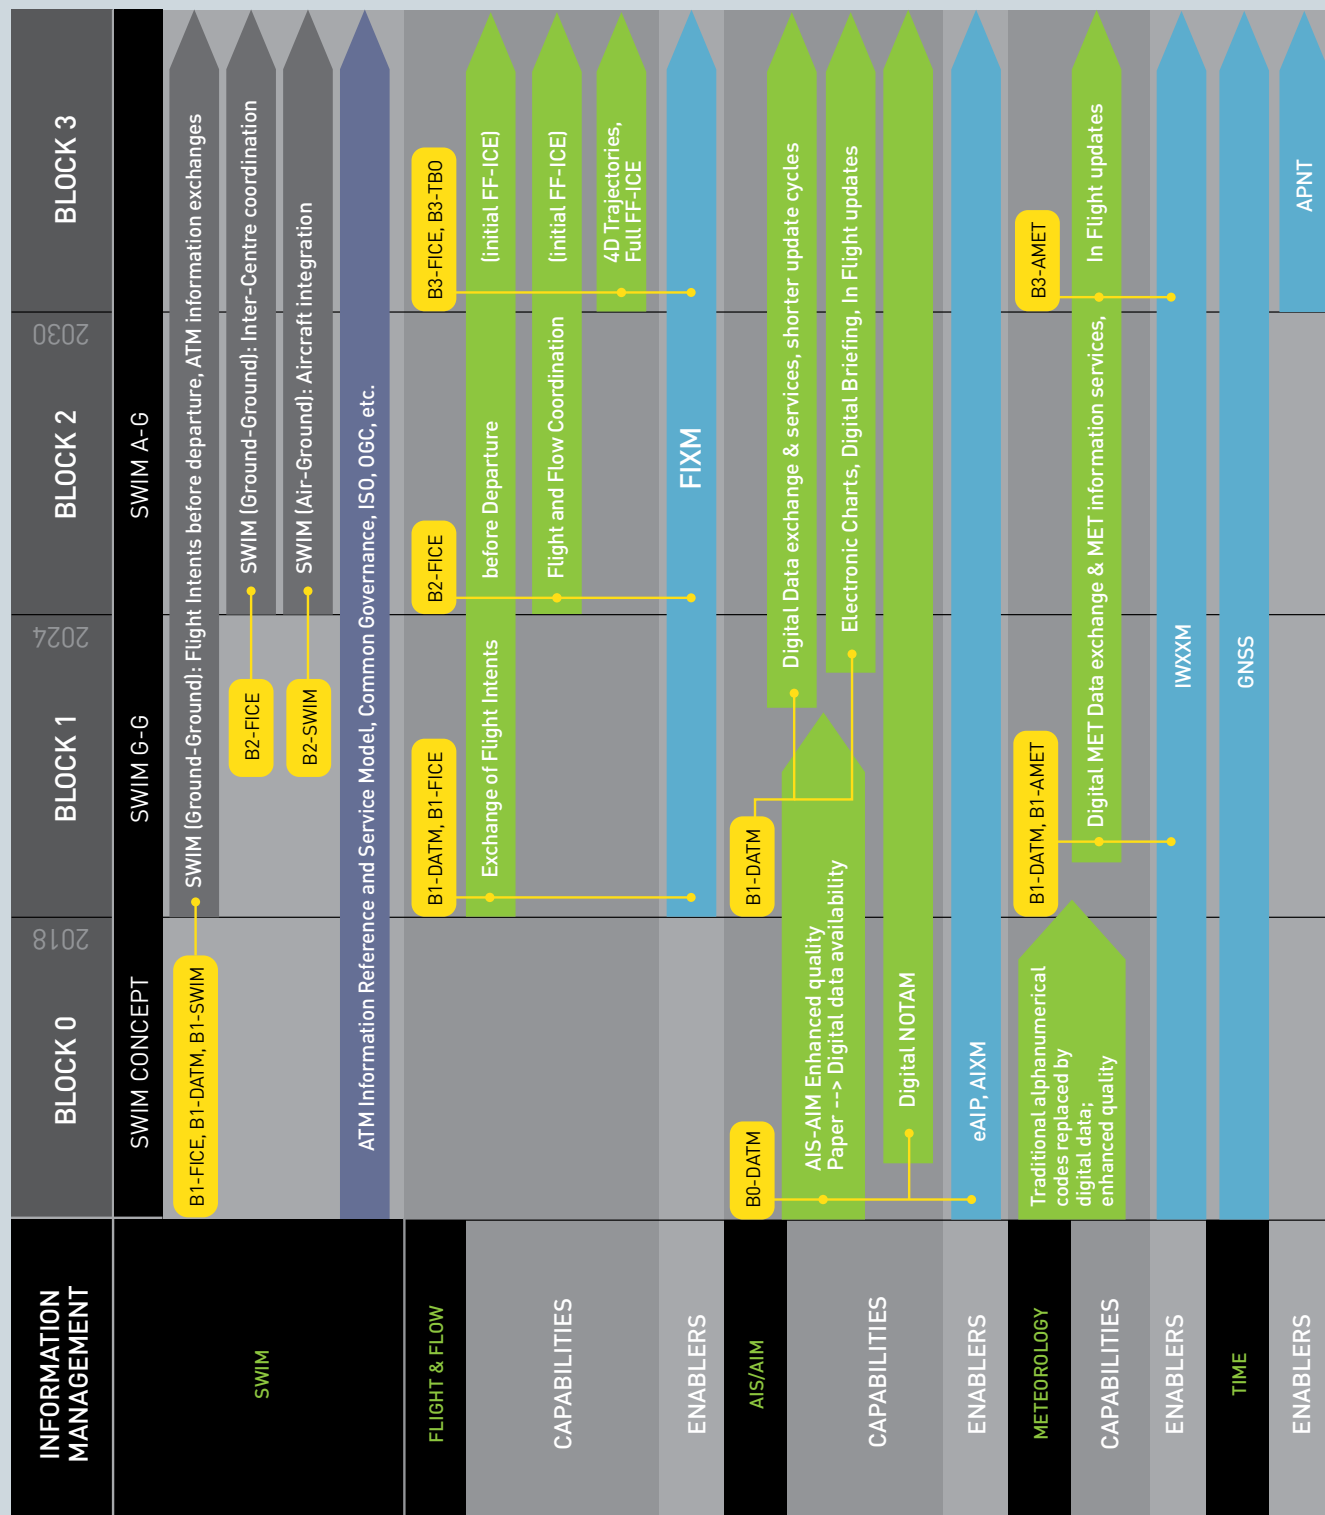 INFORMATION
MANAGEMENT
BLOCK 0
2018
BLOCK 1
2024
BLOCK 2
2030
BLOCK 3
SWIM CONCEPT
SWIM G-G
SWIM A-G
SWIM
B1-FICE, B1-DATM, B1-SWIM
SWIM (Ground-Ground): Flight Intents before departure, ATM information exchanges
B2-FICE
SWIM (Ground-Ground): Inter-Centre coordination
B2-SWIM
SWIM (Air-Ground): Aircraft integration
ATM Information Reference and Service Model, Common Governance, ISO, OGC, etc.
FLIGHT & FLOW
B1-DATM, B1-FICE
B2-FICE
B3-FICE, B3-TBO
CAPABILITIES
Exchange of Flight Intents
before Departure
(initial FF-ICE)
Flight and Flow Coordination
(initial FF-ICE)
4D Trajectories,
Full FF-ICE
ENABLERS
FIXM
AIS/AIM
B0-DATM
B1-DATM
CAPABILITIES
AIS-AIM Enhanced quality
Paper --> Digital data availability
Digital Data exchange & services, shorter update cycles
Electronic Charts, Digital Briefing, In Flight updates
Digital NOTAM
ENABLERS
eAIP, AIXM
METEOROLOGY
B1-DATM, B1-AMET
B3-AMET
CAPABILITIES
Traditional alphanumerical
codes replaced by
digital data;
enhanced quality
Digital MET Data exchange & MET information services,
In Flight updates
ENABLERS
IWXXM
TIME
GNSS
ENABLERS
APNT